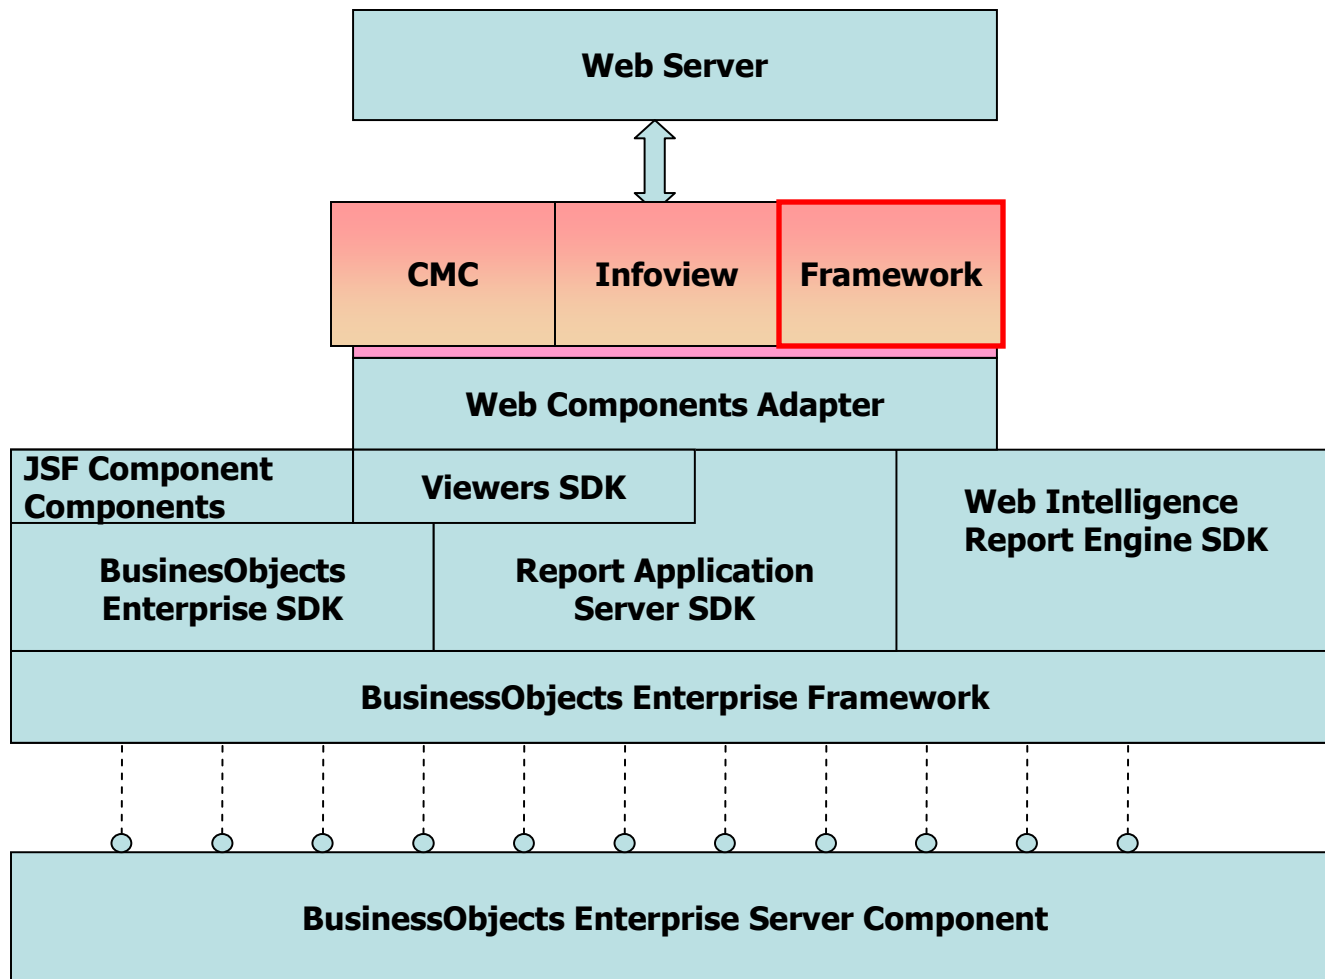 Web Server
CMC
Infoview
Framework
Web Components Adapter
JSF Component
Components
Viewers SDK
Web Intelligence
Report Engine SDK
BusinesObjects
Enterprise SDK
Report Application
Server SDK
BusinessObjects Enterprise Framework
BusinessObjects Enterprise Server Component